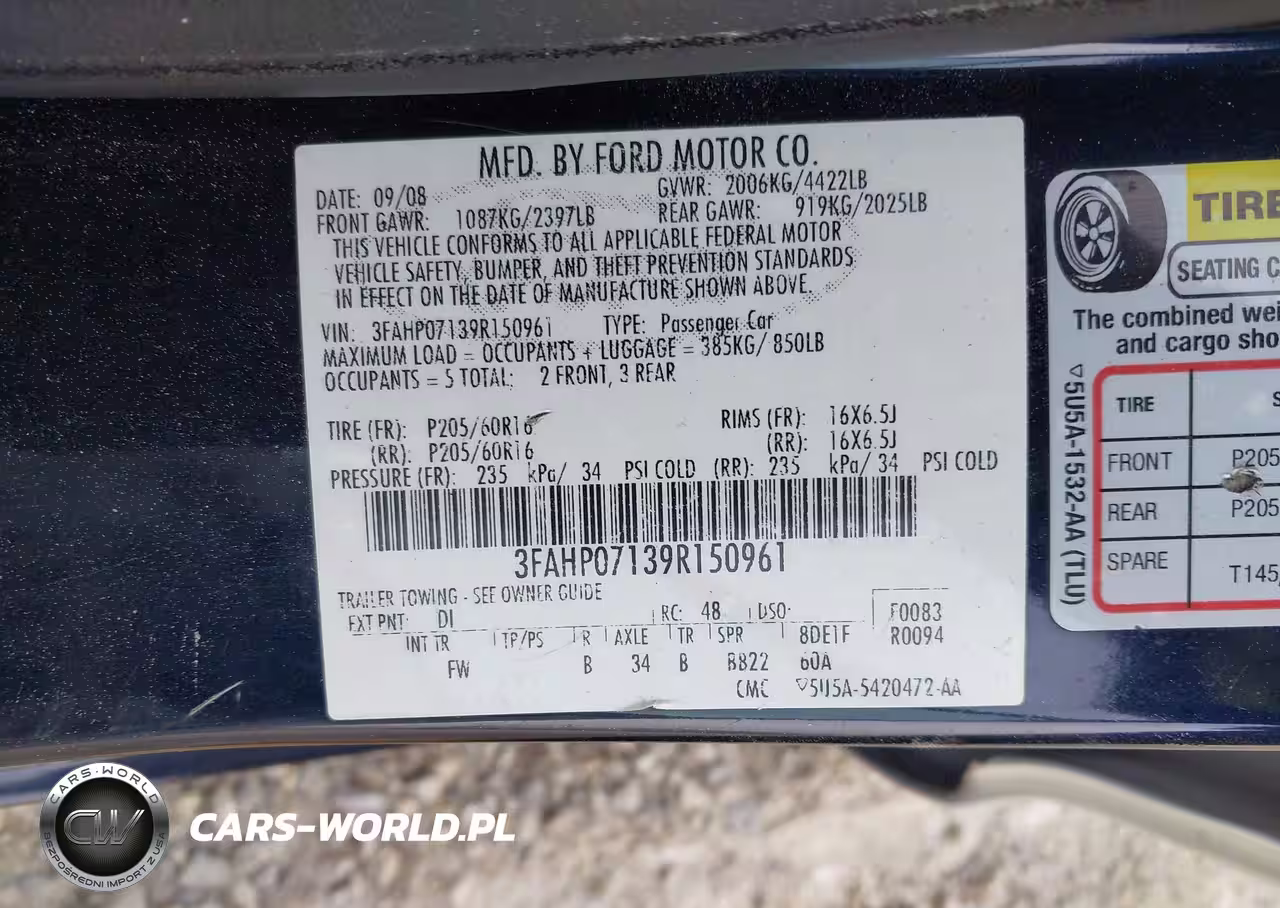 MFD. BY FORD MOTOR CO.
DATE: 09/08 GVWR: 2006KG/4422LB
FRONT GAWR: 1087KG/2397LB REAR GAWR: 919KG/2025LB
THIS VEHICLE CONFORMS TO ALL APPLICABLE FEDERAL MOTOR
VEHICLE SAFETY, BUMPER, AND THEFT PREVENTION STANDARDS
IN EFFECT ON THE DATE OF MANUFACTURE SHOWN ABOVE.
VIN: 3FAHP07139R150961 TYPE: Passenger Car
MAXIMUM LOAD = OCCUPANTS + LUGGAGE = 385KG/ 850LB
OCCUPANTS = 5 TOTAL; 2 FRONT, 3 REAR
TIRE (FR): P205/60R16 RIMS (FR): 16X6.5J
(RR): P205/60R16 (RR): 16X6.5J
PRESSURE (FR): 235 kPa/ 34 PSI COLD (RR): 235 kPa/ 34 PSI COLD
3FAHP07139R150961
TRAILER TOWING - SEE OWNER GUIDE
EXT PNT: DI RC: 48 DSO: F0083
INT TR TP/PS R AXLE TR SPR 8DE1F R0094
FW B 34 B BB22 60A
CMC ▽5U5A-5420472-AA
TIRE
SEATING C
The combined wei
and cargo sho
▽5U5A-1532-AA (TLU)
TIRE S
FRONT P205
REAR P205
SPARE T145/
CARS-WORLD
CW
BEZPOŚREDNI IMPORT Z USA
CARS-WORLD.PL